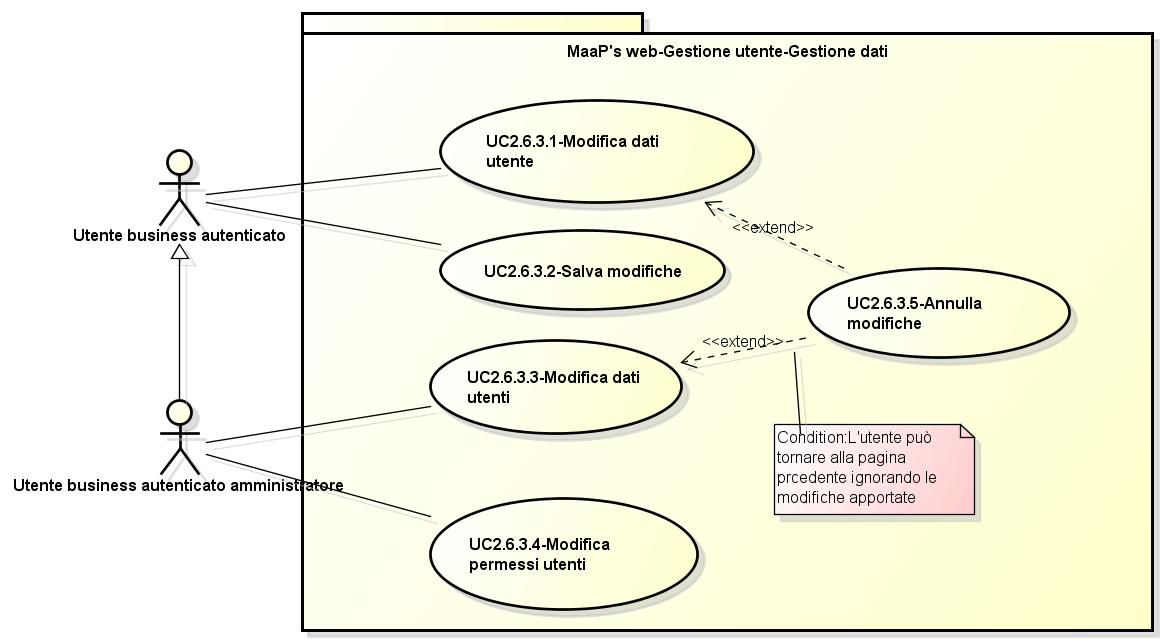 MaaP's web-Gestione utente-Gestione dati
UC2.6.3.1-Modifica dati
utente
<<extend>>
Utente business autenticato
UC2.6.3.2-Salva modifiche
UC2.6.3.5-Annulla
modifiche
<<extend>>
UC2.6.3.3-Modifica dati
utenti
Condition:L'utente può
tornare alla pagina
prcedente ignorando le
modifiche apportate
Utente business autenticato amministratore
UC2.6.3.4-Modifica
permessi utenti